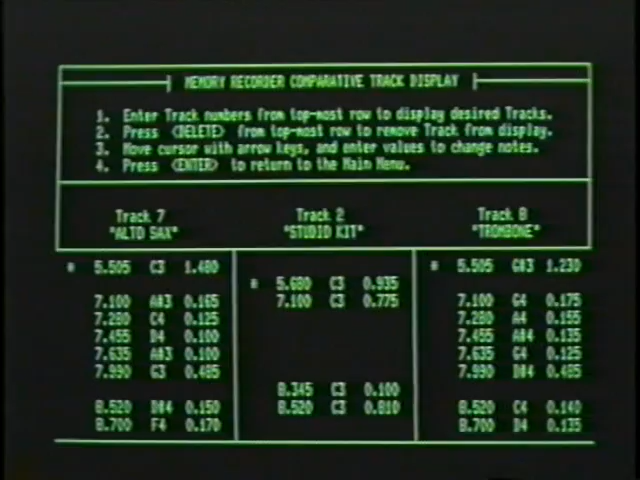 MEMORY RECORDER COMPARATIVE TRACK DISPLAY
1. Enter Track numbers from top-most row to display desired Tracks.
2. Press <DELETE> from top-most row to remove Track from display.
3. Move cursor with arrow keys, and enter values to change notes.
4. Press <ENTER> to return to the Main Menu.
Track 7 Track 2 Track 8
"ALTO SAX" "STUDIO KIT" "TROMBONE"
5.505 C3 1.480 5.505 G#3 1.230
5.680 C3 0.935
7.100 A#3 0.165 7.100 C3 0.775 7.100 G4 0.175
7.280 C4 0.125 7.280 A4 0.155
7.455 D4 0.100 7.455 A#4 0.135
7.635 A#3 0.100 7.635 G4 0.125
7.990 G3 0.485 7.990 D#4 0.485
8.345 C3 0.100
8.520 D#4 0.150 8.520 C3 0.810 8.520 C4 0.140
8.700 F4 0.170 8.700 D4 0.135